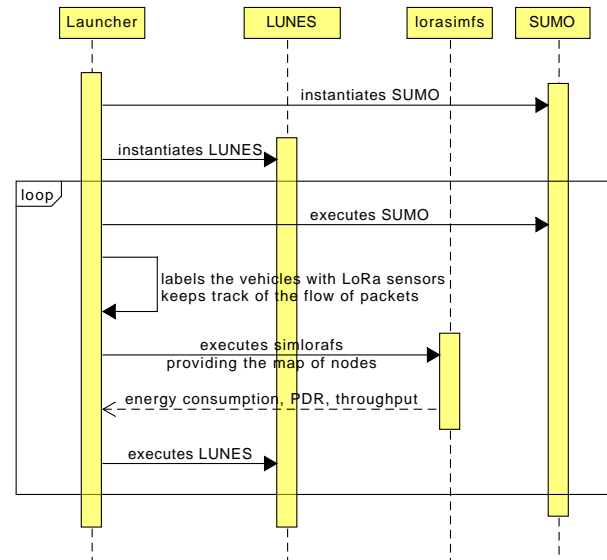 Launcher
LUNES
lorasimfs
SUMO
instantiates SUMO
instantiates LUNES
loop
executes SUMO
labels the vehicles with LoRa sensors
keeps track of the flow of packets
executes simlorafs
providing the map of nodes
energy consumption, PDR, throughput
executes LUNES